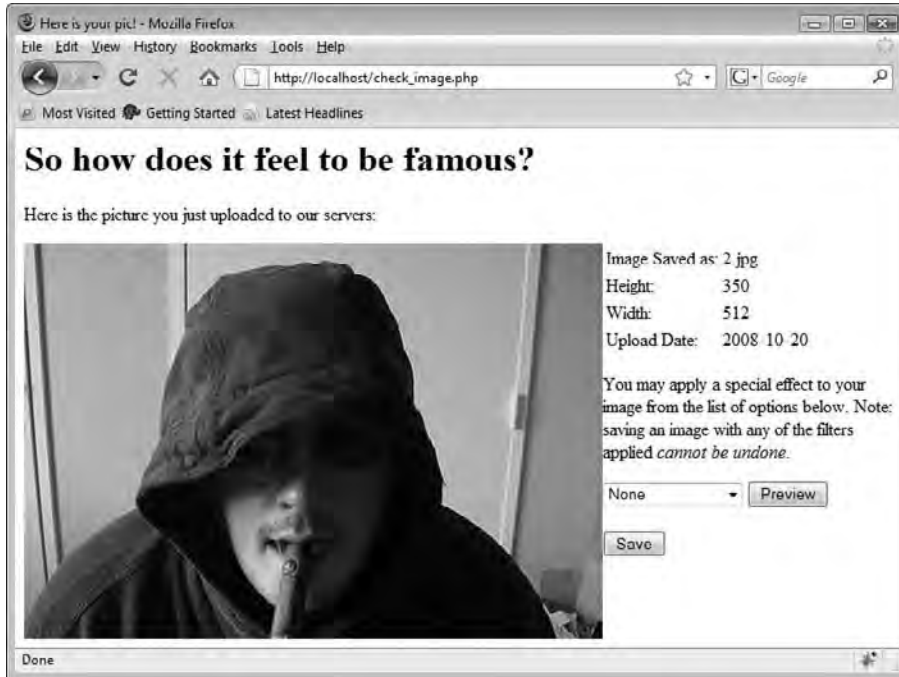 Here is your pic! - Mozilla Firefox
File Edit View History Bookmarks Tools Help
http://localhost/check_image.php
Google
Most Visited Getting Started Latest Headlines
So how does it feel to be famous?
Here is the picture you just uploaded to our servers:
Image Saved as: 2.jpg
Height: 350
Width: 512
Upload Date: 2008-10-20
You may apply a special effect to your
image from the list of options below. Note:
saving an image with any of the filters
applied cannot be undone.
None Preview
Save
Done